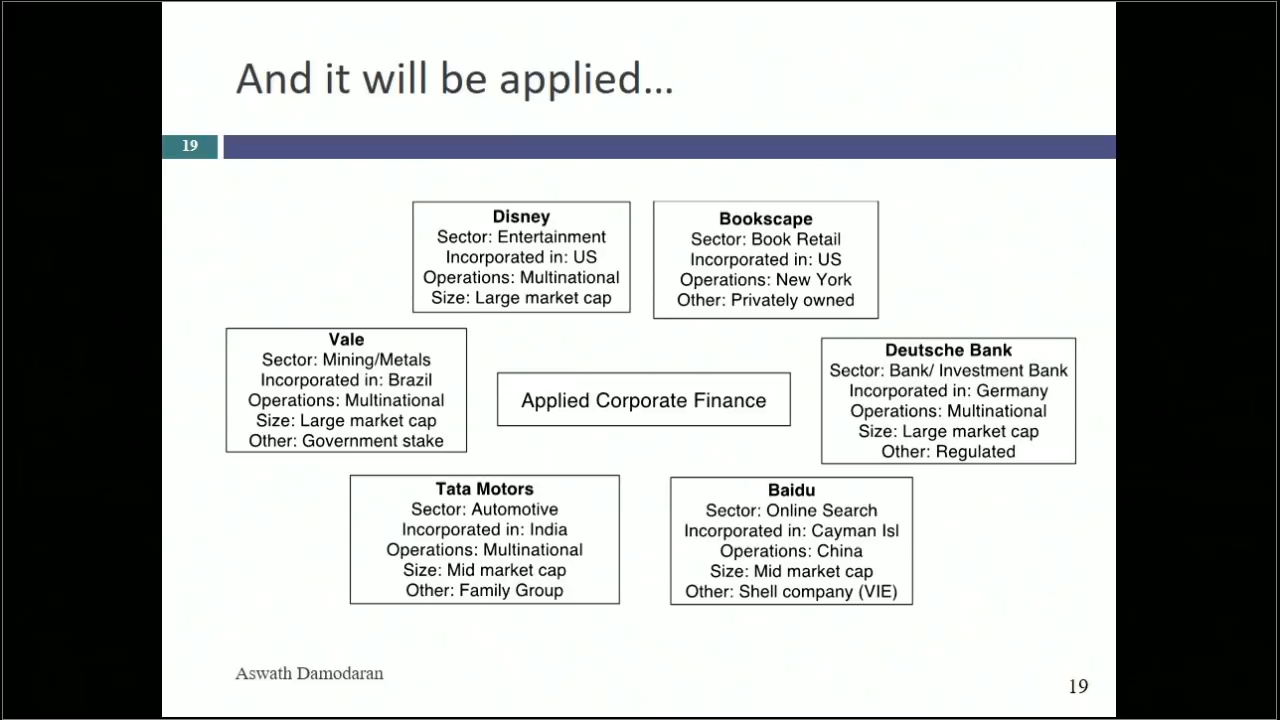 And it will be applied…
19
Disney
Sector: Entertainment
Incorporated in: US
Operations: Multinational
Size: Large market cap
Bookscape
Sector: Book Retail
Incorporated in: US
Operations: New York
Other: Privately owned
Vale
Sector: Mining/Metals
Incorporated in: Brazil
Operations: Multinational
Size: Large market cap
Other: Government stake
Applied Corporate Finance
Deutsche Bank
Sector: Bank/ Investment Bank
Incorporated in: Germany
Operations: Multinational
Size: Large market cap
Other: Regulated
Tata Motors
Sector: Automotive
Incorporated in: India
Operations: Multinational
Size: Mid market cap
Other: Family Group
Baidu
Sector: Online Search
Incorporated in: Cayman Isl
Operations: China
Size: Mid market cap
Other: Shell company (VIE)
Aswath Damodaran
19